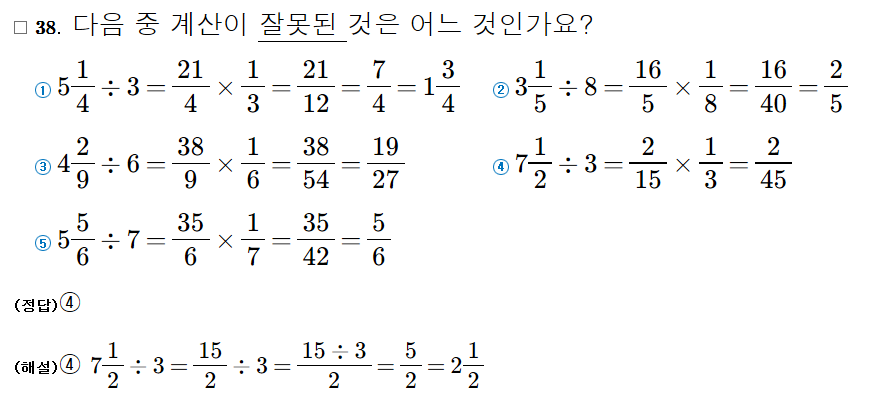 □ 38. 다음 중 계산이 잘못된 것은 어느 것인가요?
① 5 1/4 ÷ 3 = 21/4 × 1/3 = 21/12 = 7/4 = 1 3/4 ② 3 1/5 ÷ 8 = 16/5 × 1/8 = 16/40 = 2/5
③ 4 2/9 ÷ 6 = 38/9 × 1/6 = 38/54 = 19/27 ④ 7 1/2 ÷ 3 = 2/15 × 1/3 = 2/45
⑤ 5 5/6 ÷ 7 = 35/6 × 1/7 = 35/42 = 5/6
(정답)④
(해설)④ 7 1/2 ÷ 3 = 15/2 ÷ 3 = 15 ÷ 3/2 = 5/2 = 2 1/2